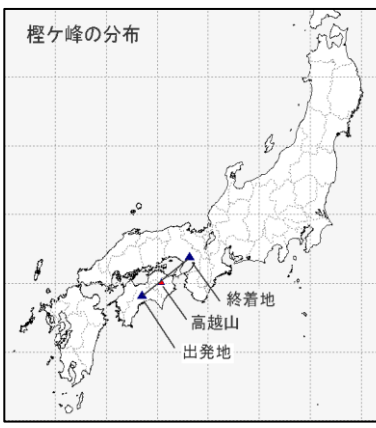 樫ケ峰の分布
終着地
高越山
出発地